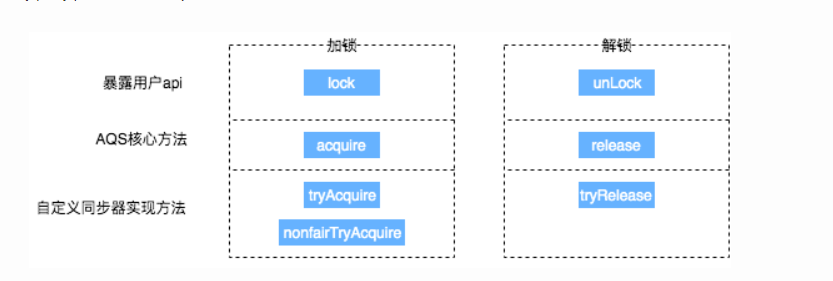 加锁
解锁
暴露用户api
lock
unLock
AQS核心方法
acquire
release
自定义同步器实现方法
tryAcquire
tryRelease
nonfairTryAcquire